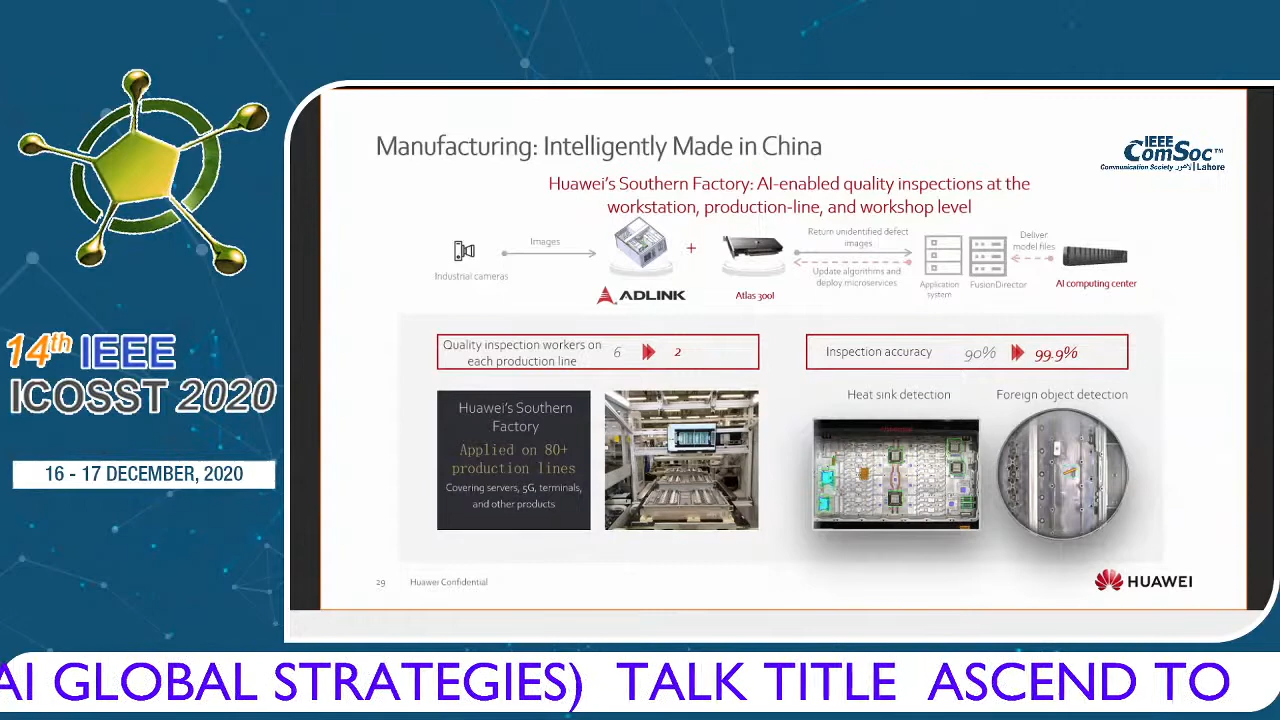 Manufacturing: Intelligently Made in China
IEEE
ComSoc™
Communication Society لاہور | Lahore
Huawei's Southern Factory: AI-enabled quality inspections at the
workstation, production-line, and workshop level
Images
+
Return unidentified defect
images
Deliver
model files
Industrial cameras
Update algorithms and
deploy microservices
Application
system
FusionDirector
AI computing center
ADLINK
Atlas 300I
14th IEEE
ICOSST 2020
16 - 17 DECEMBER, 2020
Quality inspection workers on
each production line
6
2
Inspection accuracy
90%
99.9%
Huawei's Southern
Factory
Applied on 80+
production lines
Covering servers, 5G, terminals,
and other products
Heat sink detection
Foreign object detection
29
Huawei Confidential
HUAWEI
AI GLOBAL STRATEGIES) TALK TITLE ASCEND TO